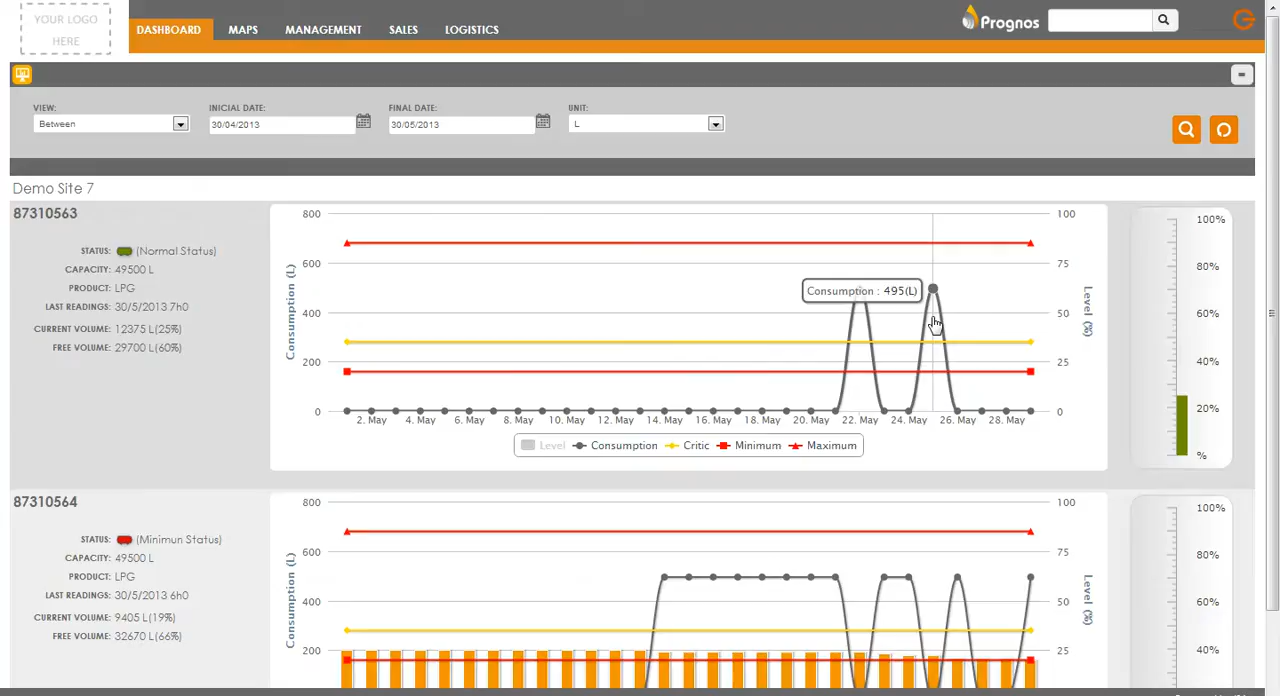 YOUR LOGO
HERE
DASHBOARD MAPS MANAGEMENT SALES LOGISTICS
Prognos
VIEW: INICIAL DATE: FINAL DATE: UNIT:
Between 30/04/2013 30/05/2013 L
Demo Site 7
87310563
STATUS: (Normal Status)
CAPACITY: 49500 L
PRODUCT: LPG
LAST READINGS: 30/5/2013 7h0
CURRENT VOLUME: 12375 L(25%)
FREE VOLUME: 29700 L(60%)
Consumption (L)
800
600
400
200
0
Consumption : 495(L)
100
75
50
25
0
Level (%)
2. May 4. May 6. May 8. May 10. May 12. May 14. May 16. May 18. May 20. May 22. May 24. May 26. May 28. May
Level Consumption Critic Minimum Maximum
100%
80%
60%
40%
20%
%
87310564
STATUS: (Minimun Status)
CAPACITY: 49500 L
PRODUCT: LPG
LAST READINGS: 30/5/2013 6h0
CURRENT VOLUME: 9405 L(19%)
FREE VOLUME: 32670 L(66%)
Consumption (L)
800
600
400
200
100
75
50
25
Level (%)
100%
80%
60%
40%